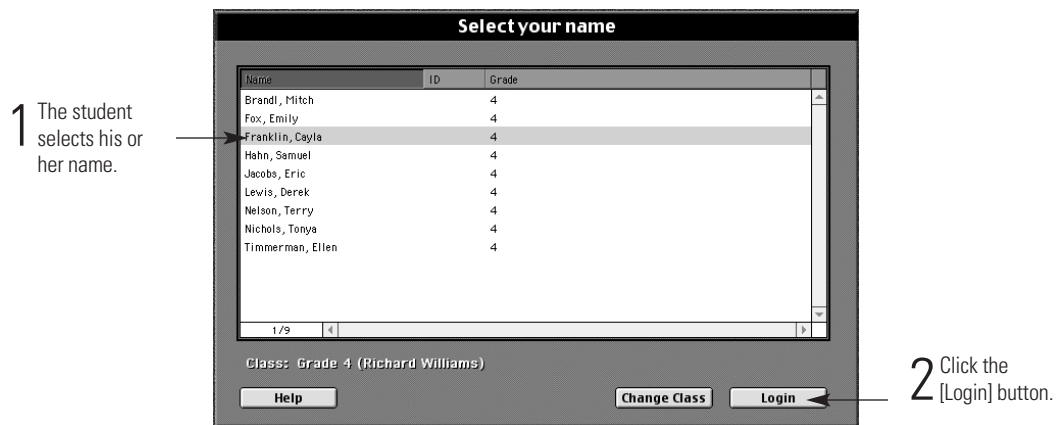 Select your name
Name ID Grade
Brandl, Mitch 4
Fox, Emily 4
Franklin, Cayla 4
Hahn, Samuel 4
Jacobs, Eric 4
Lewis, Derek 4
Nelson, Terry 4
Nichols, Tonya 4
Timmerman, Ellen 4
1/9
Class: Grade 4 (Richard Williams)
Help Change Class Login
1 The student
selects his or
her name.
2 Click the
[Login] button.